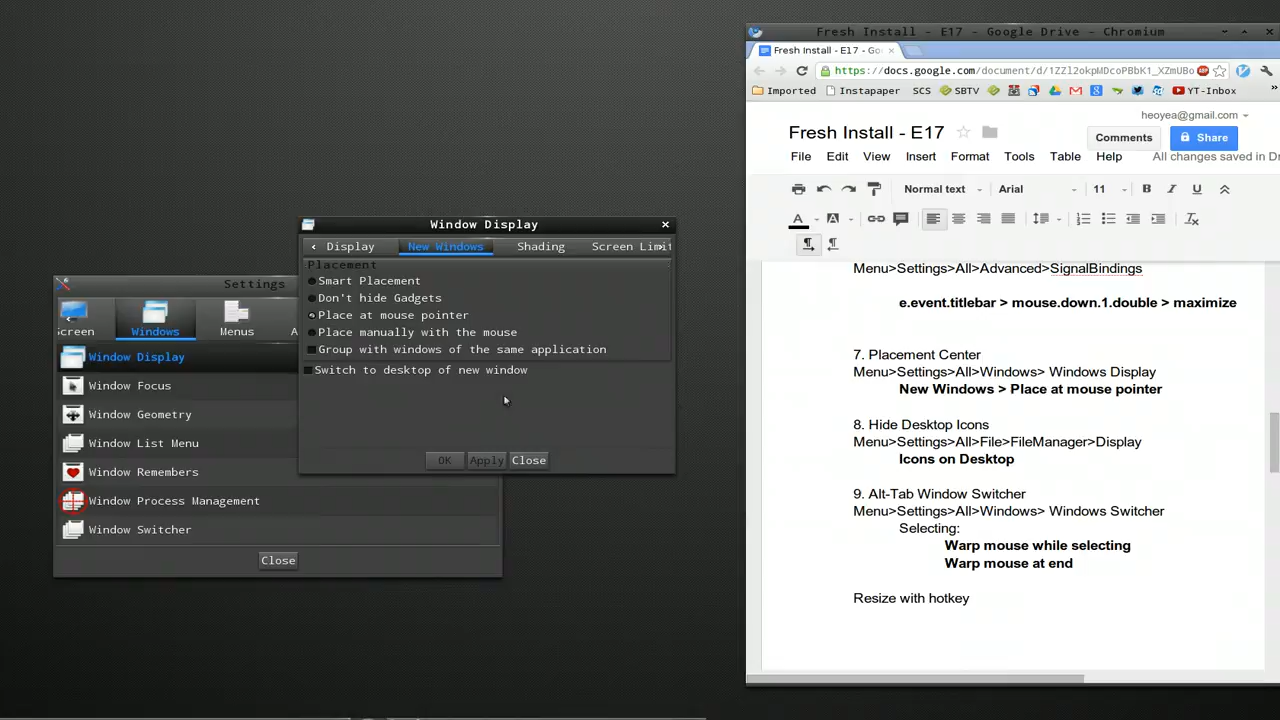 Fresh Install - E17 - Google Drive - Chromium
Fresh Install - E17 - Go
https://docs.google.com/document/d/1ZZl2okpMDcoPBbK1_XZmUBo
Imported Instapaper SCS SBTV YT-Inbox
heoyea@gmail.com
Fresh Install - E17
Comments Share
File Edit View Insert Format Tools Table Help All changes saved in Dr
Normal text Arial 11 B I U
A A
Menu>Settings>All>Advanced>SignalBindings
e.event.titlebar > mouse.down.1.double > maximize
7. Placement Center
Menu>Settings>All>Windows> Windows Display
New Windows > Place at mouse pointer
8. Hide Desktop Icons
Menu>Settings>All>File>FileManager>Display
Icons on Desktop
9. Alt-Tab Window Switcher
Menu>Settings>All>Windows> Windows Switcher
Selecting:
Warp mouse while selecting
Warp mouse at end
Resize with hotkey
Window Display
Display New Windows Shading Screen Limit
Placement
Smart Placement
Don't hide Gadgets
Place at mouse pointer
Place manually with the mouse
Group with windows of the same application
Switch to desktop of new window
OK Apply Close
Settings
Screen Windows Menus A
Window Display
Window Focus
Window Geometry
Window List Menu
Window Remembers
Window Process Management
Window Switcher
Close